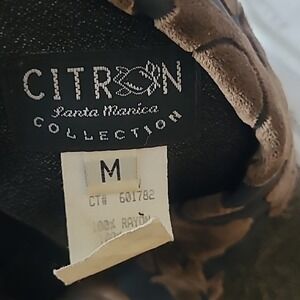 CITRON
Santa Monica
COLLECTION
M
CT# 601782
100% RAYON